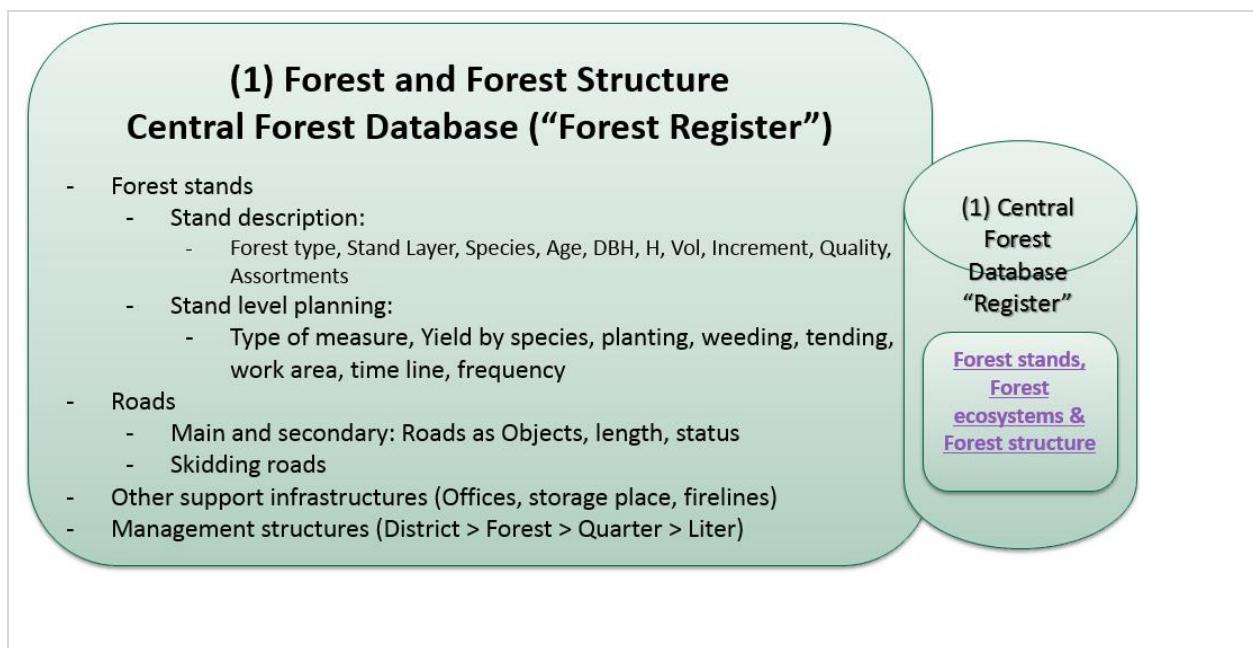 (1) Forest and Forest Structure
Central Forest Database (“Forest Register”)
- Forest stands
- Stand description:
- Forest type, Stand Layer, Species, Age, DBH, H, Vol, Increment, Quality,
Assortments
- Stand level planning:
- Type of measure, Yield by species, planting, weeding, tending,
work area, time line, frequency
- Roads
- Main and secondary: Roads as Objects, length, status
- Skidding roads
- Other support infrastructures (Offices, storage place, firelines)
- Management structures (District > Forest > Quarter > Liter)
(1) Central
Forest
Database
“Register”
Forest stands,
Forest
ecosystems &
Forest structure